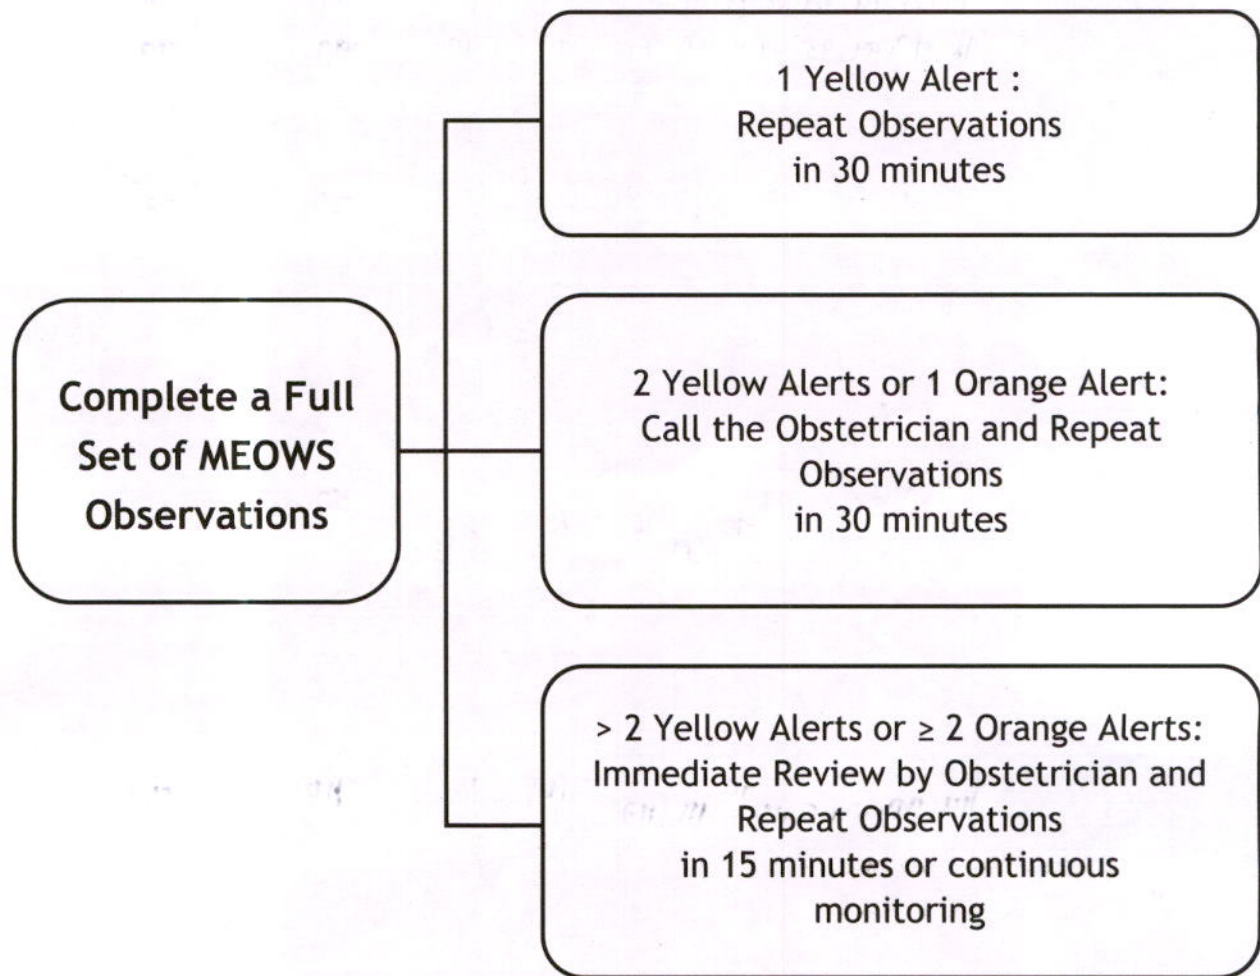 Complete a Full
Set of MEOWS
Observations
1 Yellow Alert :
Repeat Observations
in 30 minutes
2 Yellow Alerts or 1 Orange Alert:
Call the Obstetrician and Repeat
Observations
in 30 minutes
> 2 Yellow Alerts or ≥ 2 Orange Alerts:
Immediate Review by Obstetrician and
Repeat Observations
in 15 minutes or continuous
monitoring